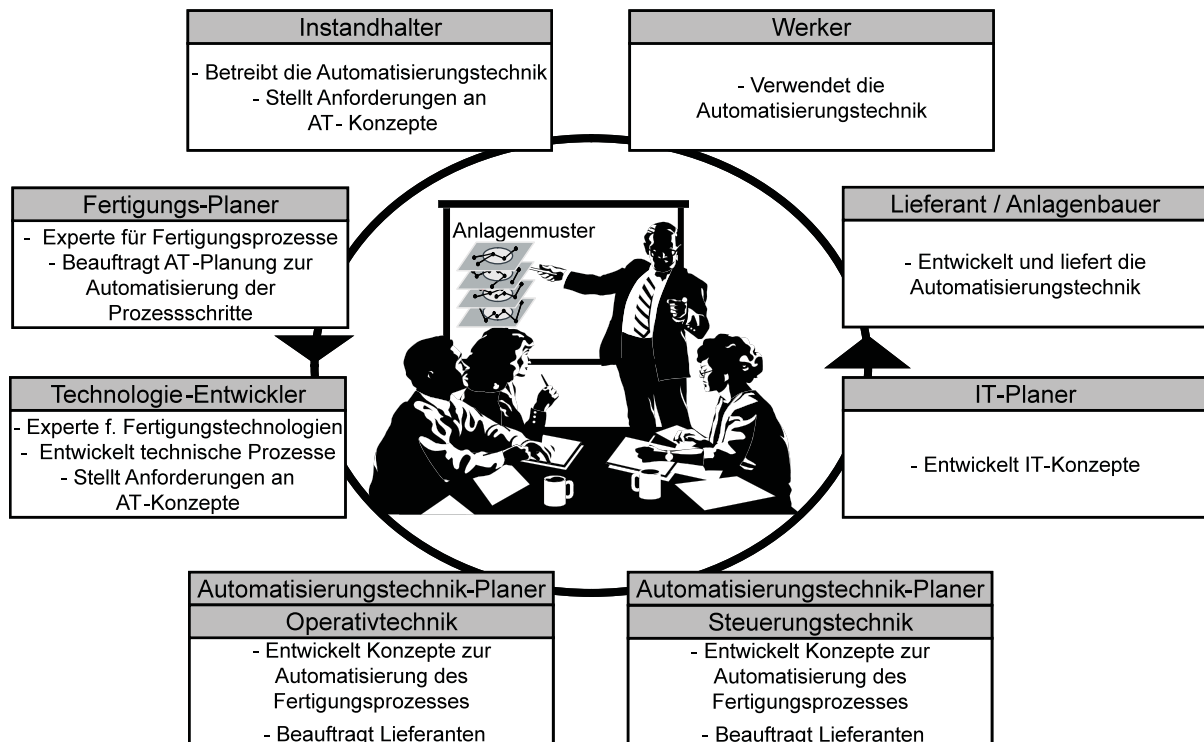 Instandhalter
- Betreibt die Automatisierungstechnik
- Stellt Anforderungen an
AT- Konzepte
Werker
- Verwendet die
Automatisierungstechnik
Fertigungs-Planer
- Experte für Fertigungsprozesse
- Beauftragt AT-Planung zur
Automatisierung der
Prozessschritte
Anlagenmuster
Lieferant / Anlagenbauer
- Entwickelt und liefert die
Automatisierungstechnik
Technologie-Entwickler
- Experte f. Fertigungstechnologien
- Entwickelt technische Prozesse
- Stellt Anforderungen an
AT-Konzepte
IT-Planer
- Entwickelt IT-Konzepte
Automatisierungstechnik-Planer
Operativtechnik
- Entwickelt Konzepte zur
Automatisierung des
Fertigungsprozesses
- Beauftragt Lieferanten
Automatisierungstechnik-Planer
Steuerungstechnik
- Entwickelt Konzepte zur
Automatisierung des
Fertigungsprozesses
- Beauftragt Lieferanten